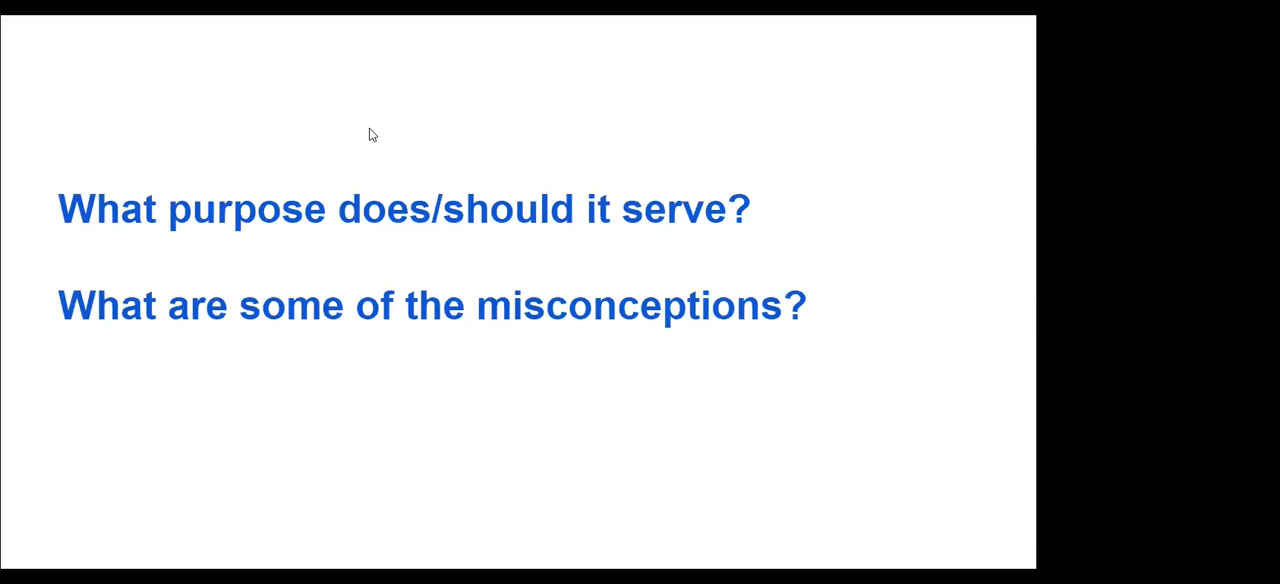 What purpose does/should it serve?
What are some of the misconceptions?